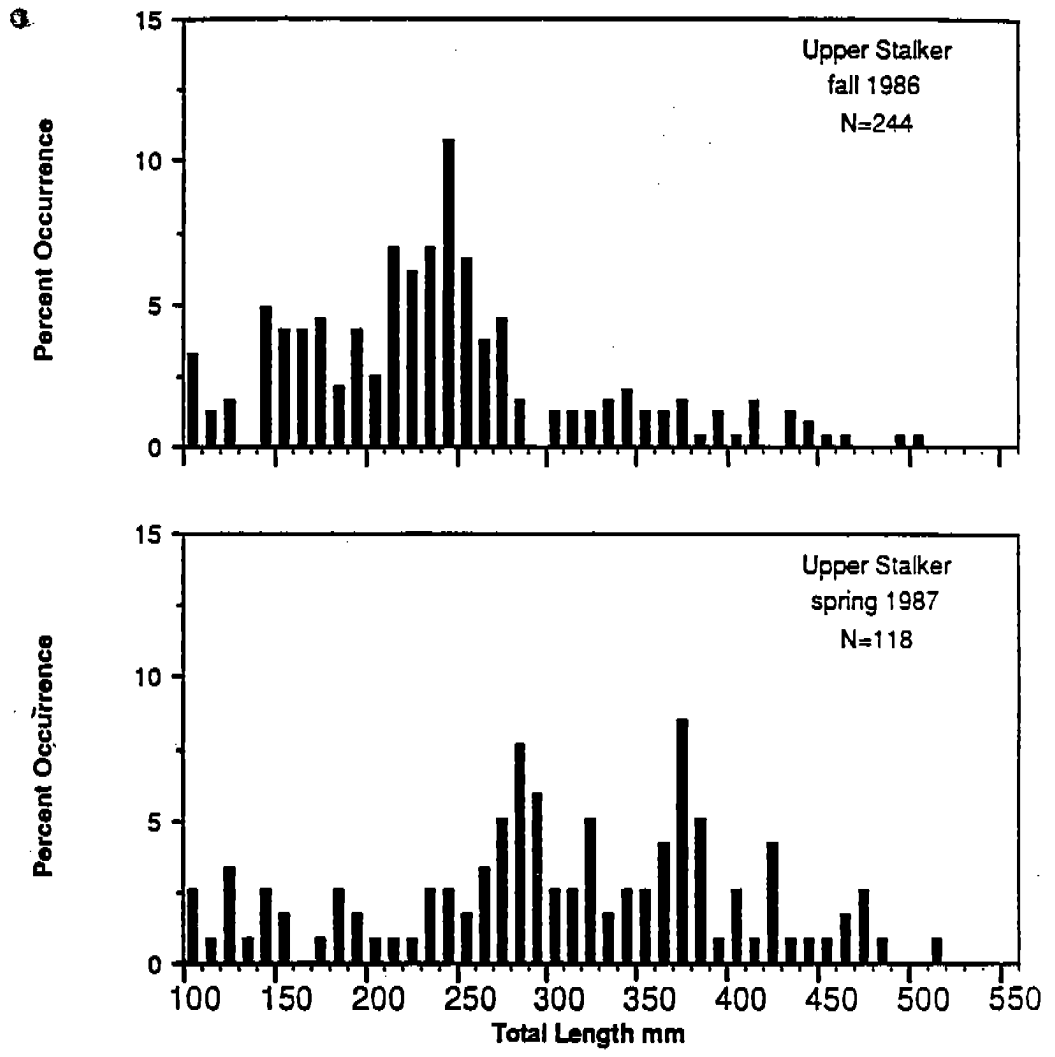 15
Upper Stalker
fall 1986
N=244
10
5
0
Percent Occurrence
15
Upper Stalker
spring 1987
N=118
10
5
0
Percent Occurrence
100 150 200 250 300 350 400 450 500 550
Total Length mm